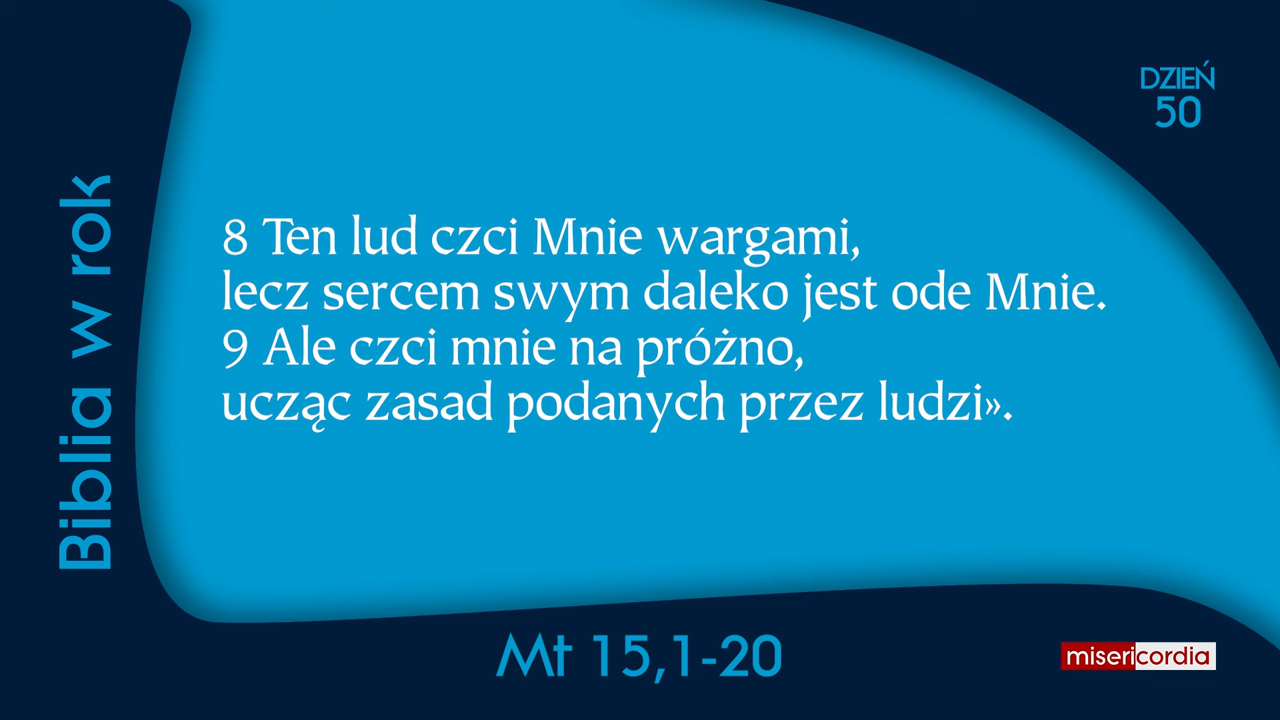 DZIEŃ
50
Biblia w rok
8 Ten lud czci Mnie wargami,
lecz sercem swym daleko jest ode Mnie.
9 Ale czci mnie na próżno,
ucząc zasad podanych przez ludzi».
Mt 15,1-20
misericordia